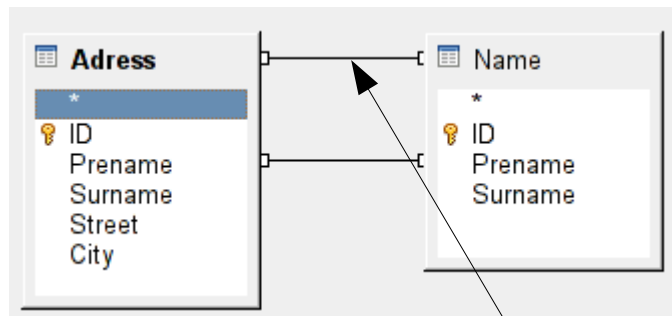 Adress
*
ID
Prename
Surname
Street
City
Name
*
ID
Prename
Surname